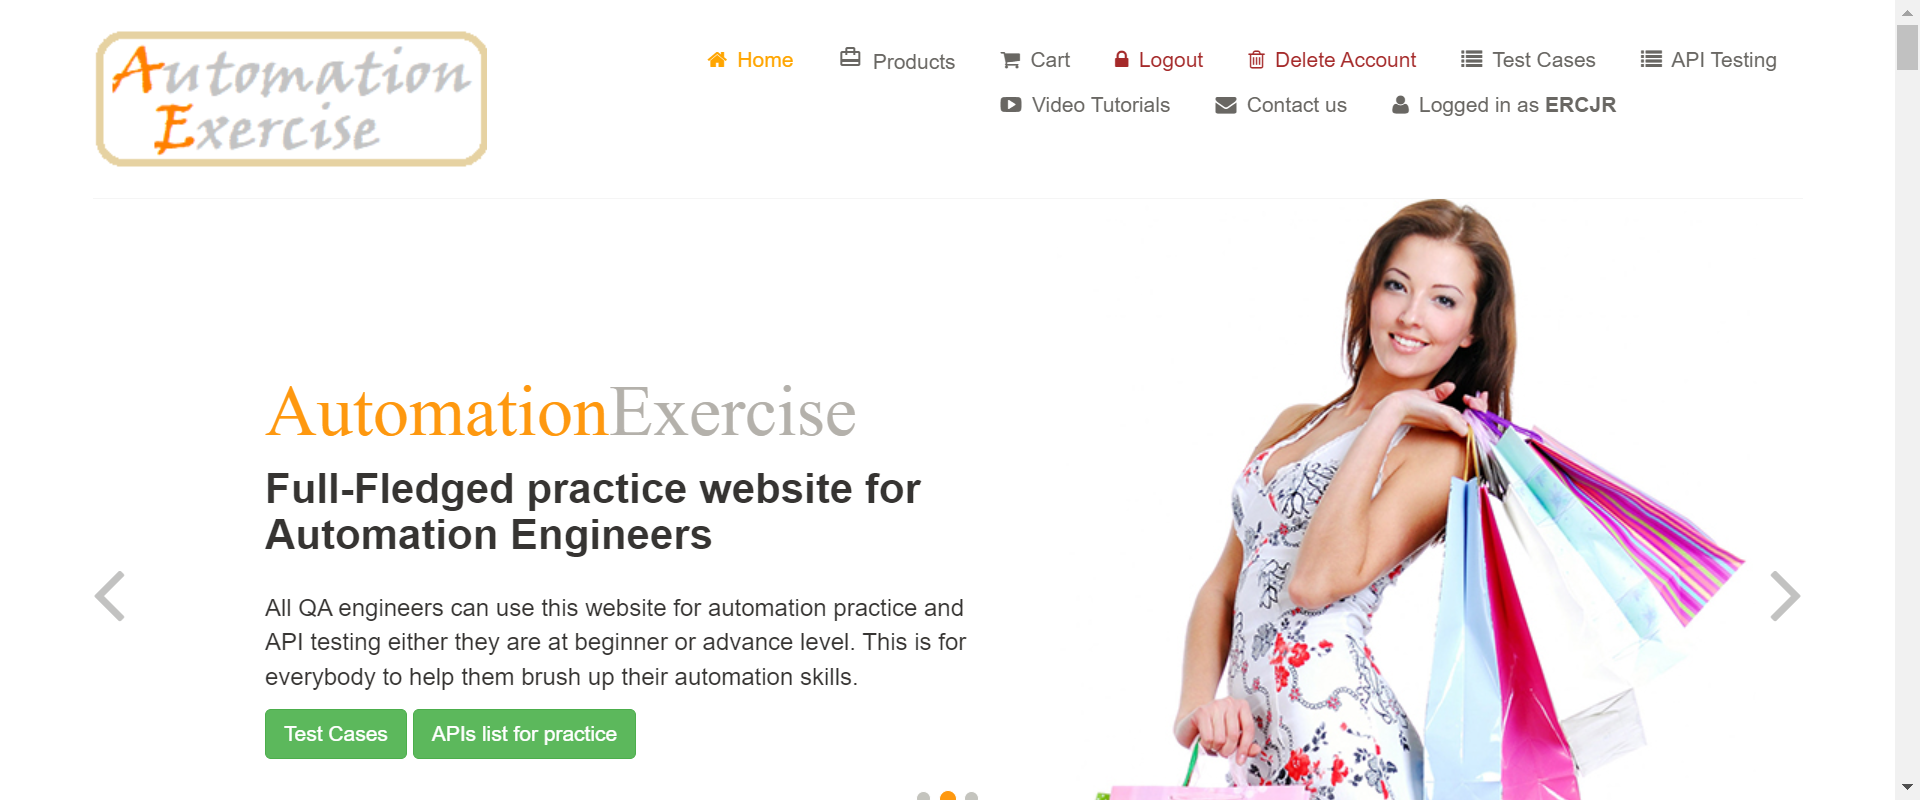 Automation
Exercise
Home
Products
Cart
Logout
Delete Account
Test Cases
API Testing
Video Tutorials
Contact us
Logged in as ERCJR
AutomationExercise
Full-Fledged practice website for
Automation Engineers
All QA engineers can use this website for automation practice and
API testing either they are at beginner or advance level. This is for
everybody to help them brush up their automation skills.
Test Cases
APIs list for practice